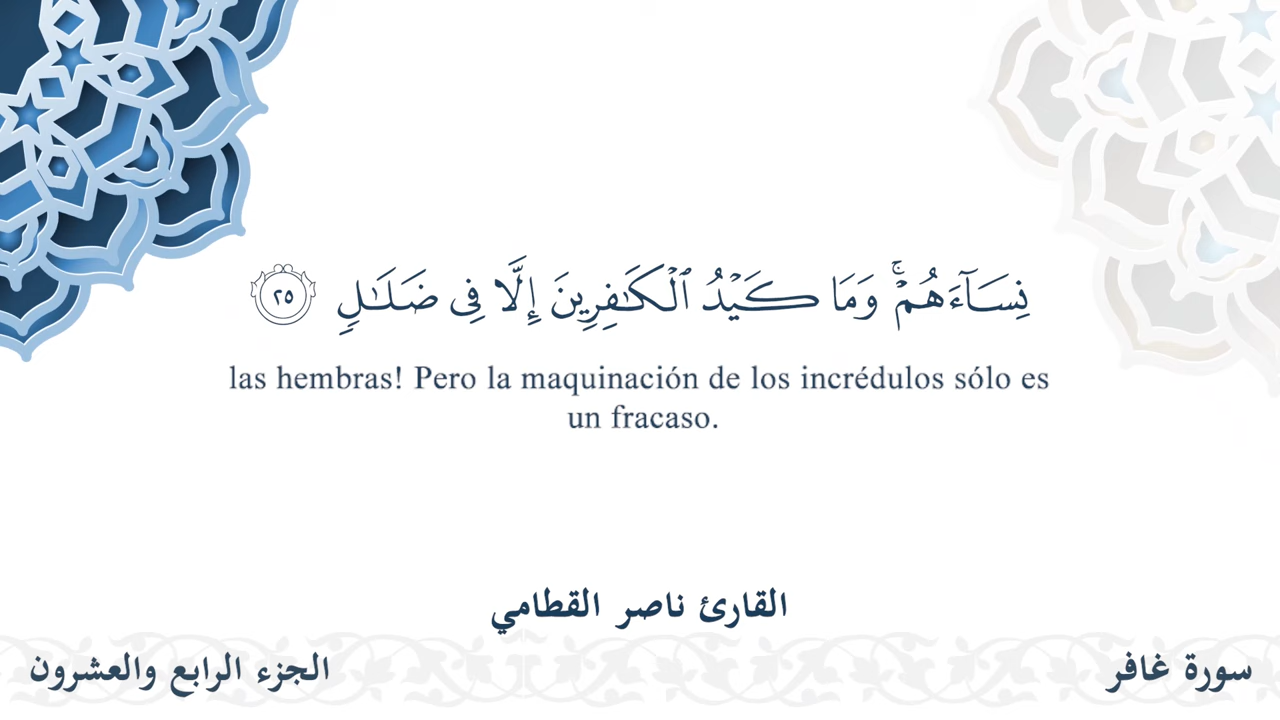 نِسَآءَهُمْۚ وَمَا كَيْدُ ٱلْكَٰفِرِينَ إِلَّا فِى ضَلَٰلٍ ٢٥
las hembras! Pero la maquinación de los incrédulos sólo es
un fracaso.
القارئ ناصر القطامي
سورة غافر
الجزء الرابع والعشرون